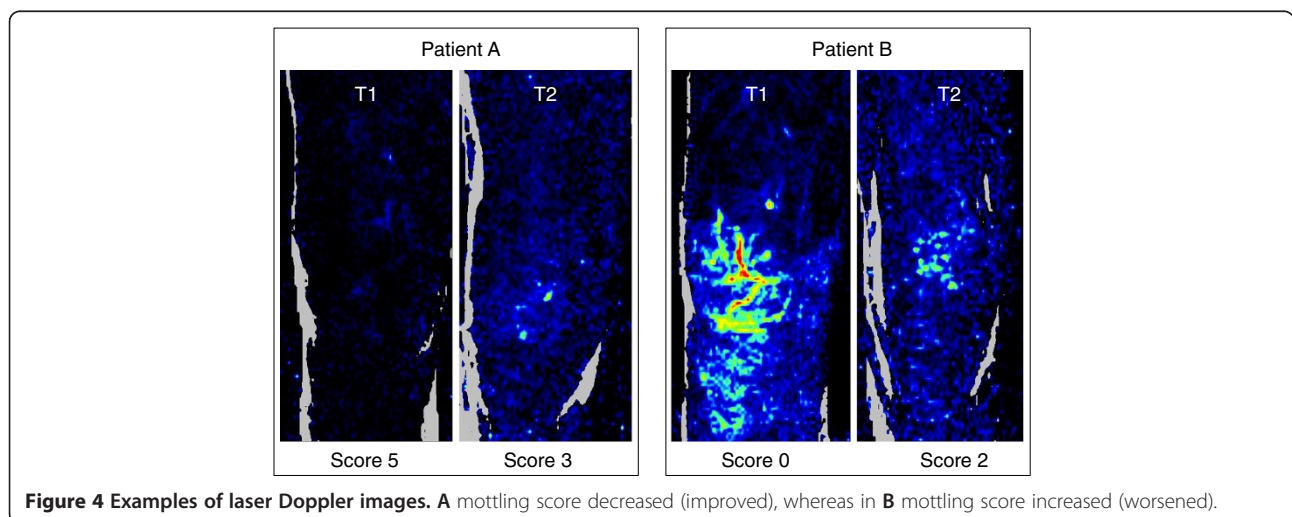 Patient A
Patient B
T1
T2
T1
T2
Score 5
Score 3
Score 0
Score 2
Figure 4 Examples of laser Doppler images. A mottling score decreased (improved), whereas in B mottling score increased (worsened).